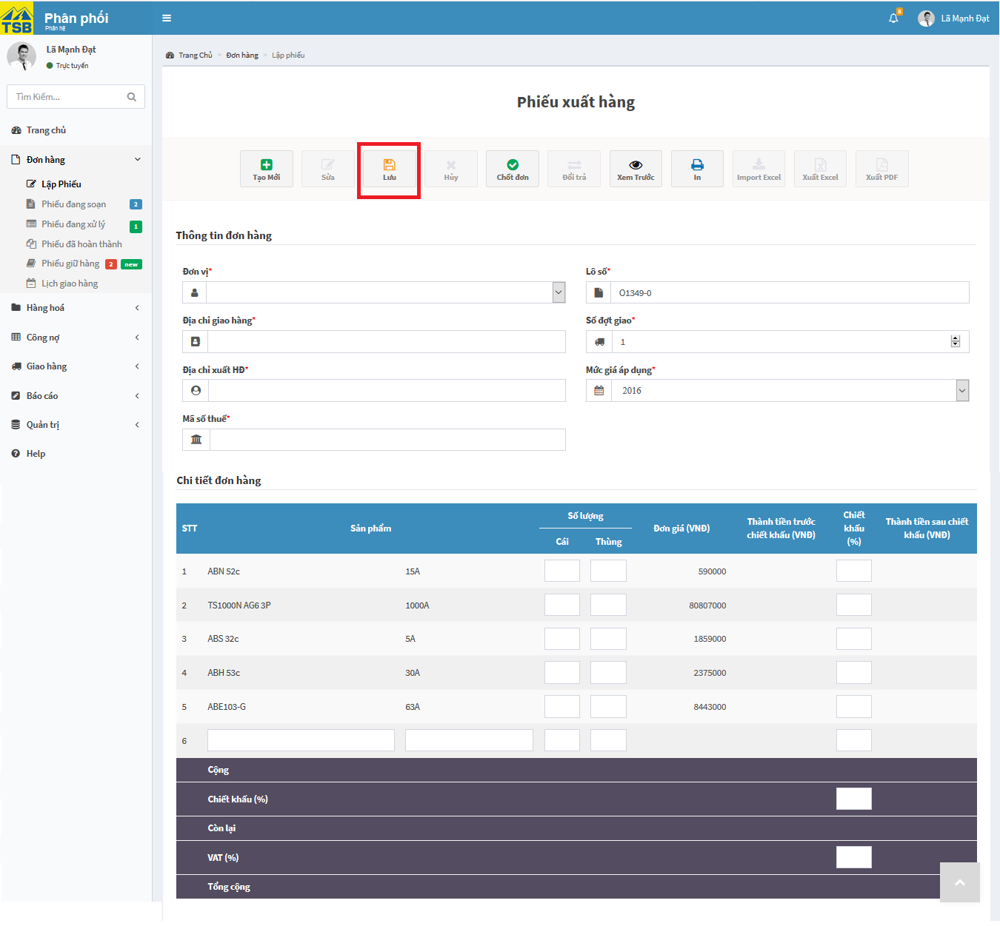 TSB
Phân phối
Phân hệ
5
Lã Mạnh Đạt
Lã Mạnh Đạt
Trực tuyến
Tìm Kiếm...
Trang chủ
Đơn hàng
Lập Phiếu
Phiếu đang soạn 2
Phiếu đang xử lý 1
Phiếu đã hoàn thành
Phiếu giữ hàng 2 new
Lịch giao hàng
Hàng hoá
Công nợ
Giao hàng
Báo cáo
Quản trị
Help
Trang Chủ > Đơn hàng > Lập phiếu
Phiếu xuất hàng
Tạo Mới Sửa Lưu Hủy Chốt đơn Đổi trả Xem Trước In Import Excel Xuất Excel Xuất PDF
Thông tin đơn hàng
Đơn vị* Lô số*
O1349-0
Địa chỉ giao hàng* Số đợt giao*
1
Địa chỉ xuất HĐ* Mức giá áp dụng*
2016
Mã số thuế*
Chi tiết đơn hàng
STT Sản phẩm Số lượng Đơn giá (VNĐ) Thành tiền trước chiết khấu (VNĐ) Chiết khấu (%) Thành tiền sau chiết khấu (VNĐ)
Cái Thùng
1 ABN 52c 15A 590000
2 TS1000N AG6 3P 1000A 80807000
3 ABS 32c 5A 1859000
4 ABH 53c 30A 2375000
5 ABE103-G 63A 8443000
6
Cộng
Chiết khấu (%)
Còn lại
VAT (%)
Tổng cộng